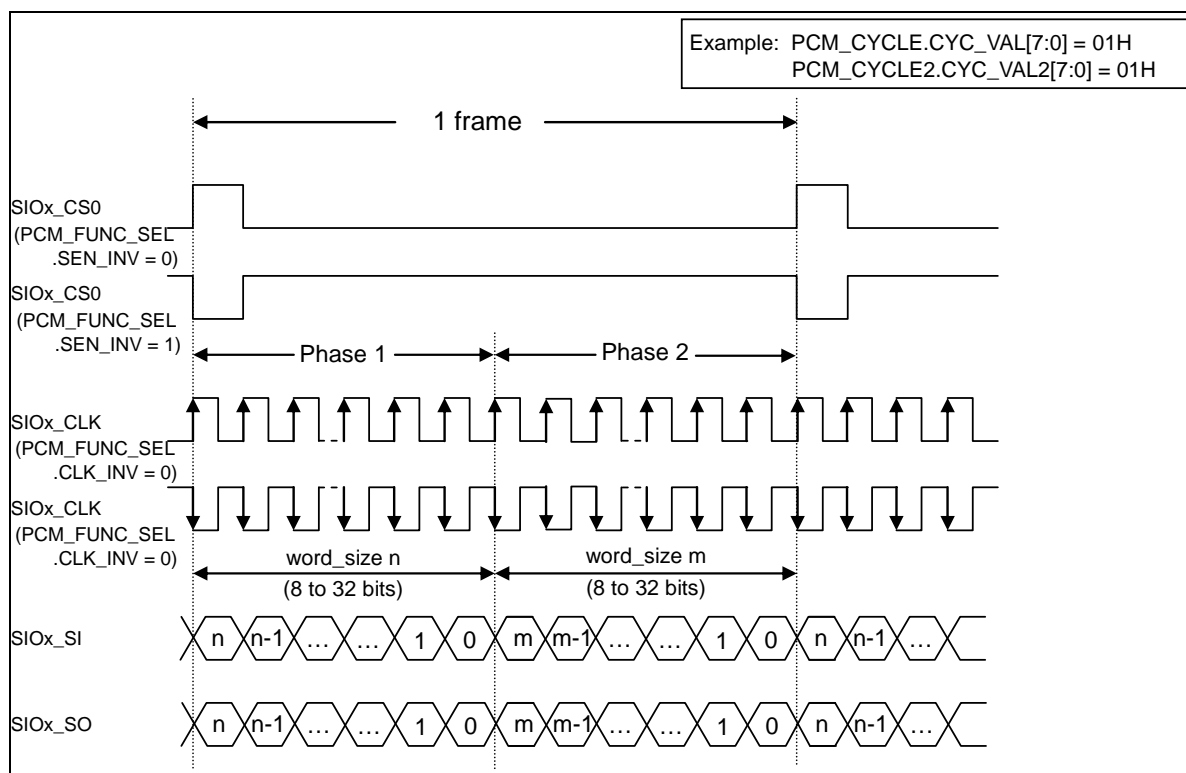 Example: PCM_CYCLE.CYC_VAL[7:0] = 01H
PCM_CYCLE2.CYC_VAL2[7:0] = 01H
1 frame
SIOx_CS0
(PCM_FUNC_SEL
.SEN_INV = 0)
SIOx_CS0
(PCM_FUNC_SEL
.SEN_INV = 1)
Phase 1
Phase 2
SIOx_CLK
(PCM_FUNC_SEL
.CLK_INV = 0)
SIOx_CLK
(PCM_FUNC_SEL
.CLK_INV = 0)
word_size n
(8 to 32 bits)
word_size m
(8 to 32 bits)
SIOx_SI
n n-1 ... ... 1 0 m m-1 ... ... 1 0 n n-1 ...
SIOx_SO
n n-1 ... ... 1 0 m m-1 ... ... 1 0 n n-1 ...